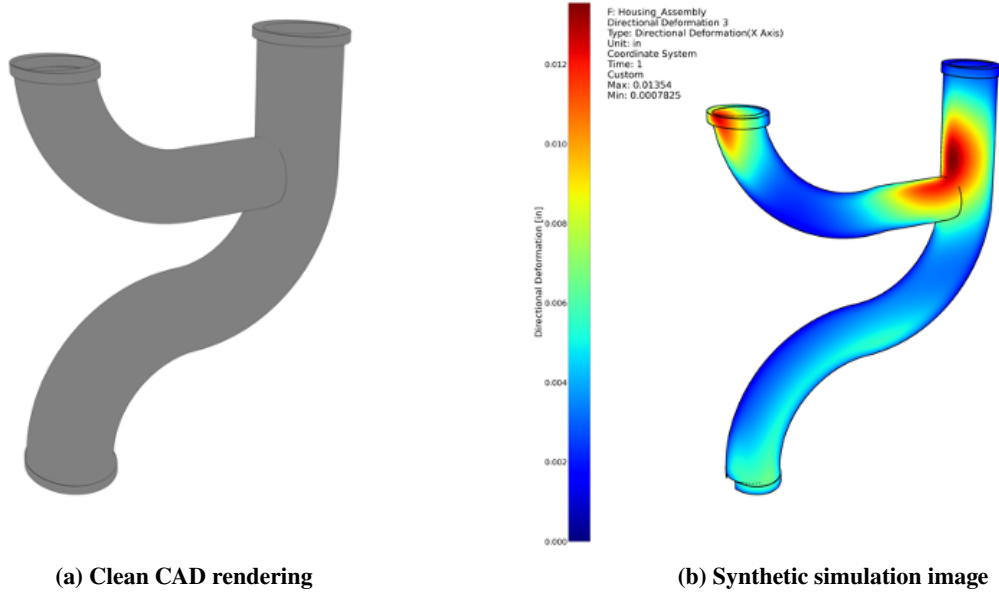 F: Housing_Assembly
Directional Deformation 3
Type: Directional Deformation(X Axis)
Unit: in
Coordinate System
Time: 1
Custom
Max: 0.01354
Min: 0.0007825
0.012
0.010
0.008
0.006
0.004
0.002
0.000
Directional Deformation [in]
(a) Clean CAD rendering
(b) Synthetic simulation image